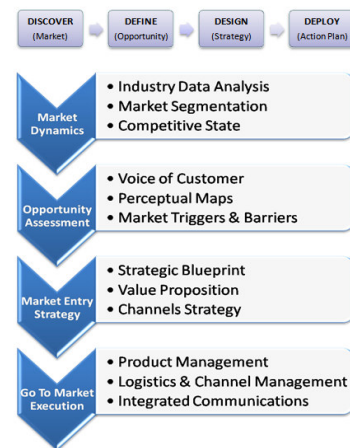 DISCOVER
(Market)
DEFINE
(Opportunity)
DESIGN
(Strategy)
DEPLOY
(Action Plan)
Market
Dynamics
• Industry Data Analysis
• Market Segmentation
• Competitive State
Opportunity
Assessment
• Voice of Customer
• Perceptual Maps
• Market Triggers & Barriers
Market Entry
Strategy
• Strategic Blueprint
• Value Proposition
• Channels Strategy
Go To Market
Execution
• Product Management
• Logistics & Channel Management
• Integrated Communications